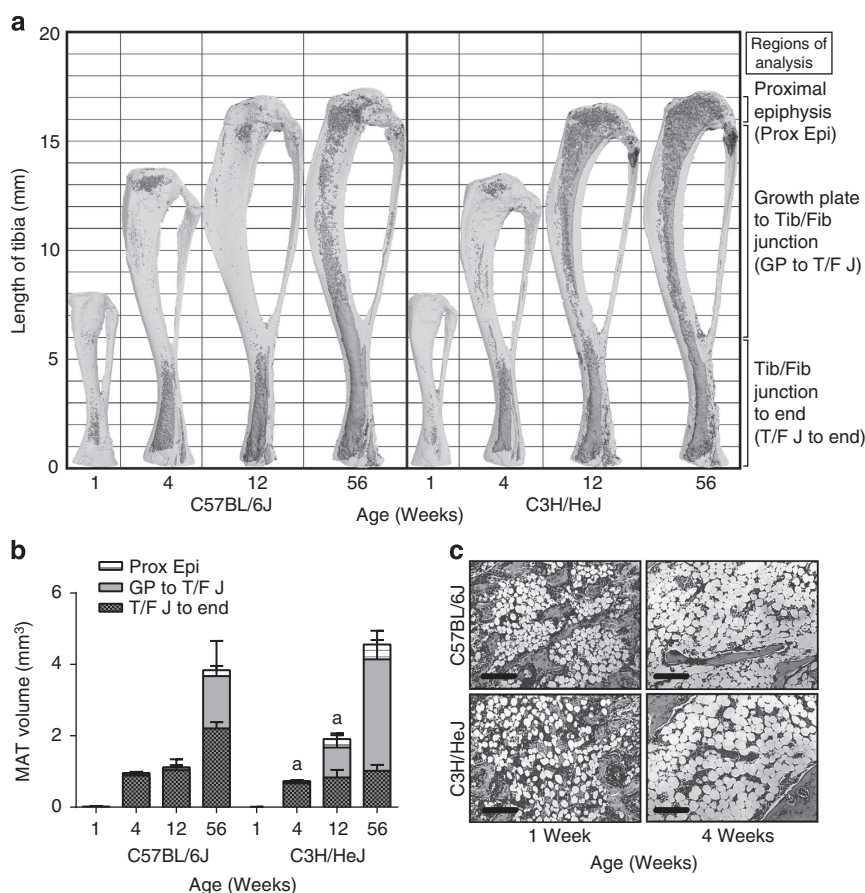 a
20
15
10
5
0
Length of tibia (mm)
Regions of
analysis
Proximal
epiphysis
(Prox Epi)
Growth plate
to Tib/Fib
junction
(GP to T/F J)
Tib/Fib
junction
to end
(T/F J to end)
1 4 12 56 1 4 12 56
C57BL/6J C3H/HeJ
Age (Weeks)
b
Prox Epi
GP to T/F J
T/F J to end
6
4
2
0
MAT volume (mm³)
a
a
1 4 12 56 1 4 12 56
C57BL/6J C3H/HeJ
Age (Weeks)
c
C57BL/6J
C3H/HeJ
1 Week 4 Weeks
Age (Weeks)